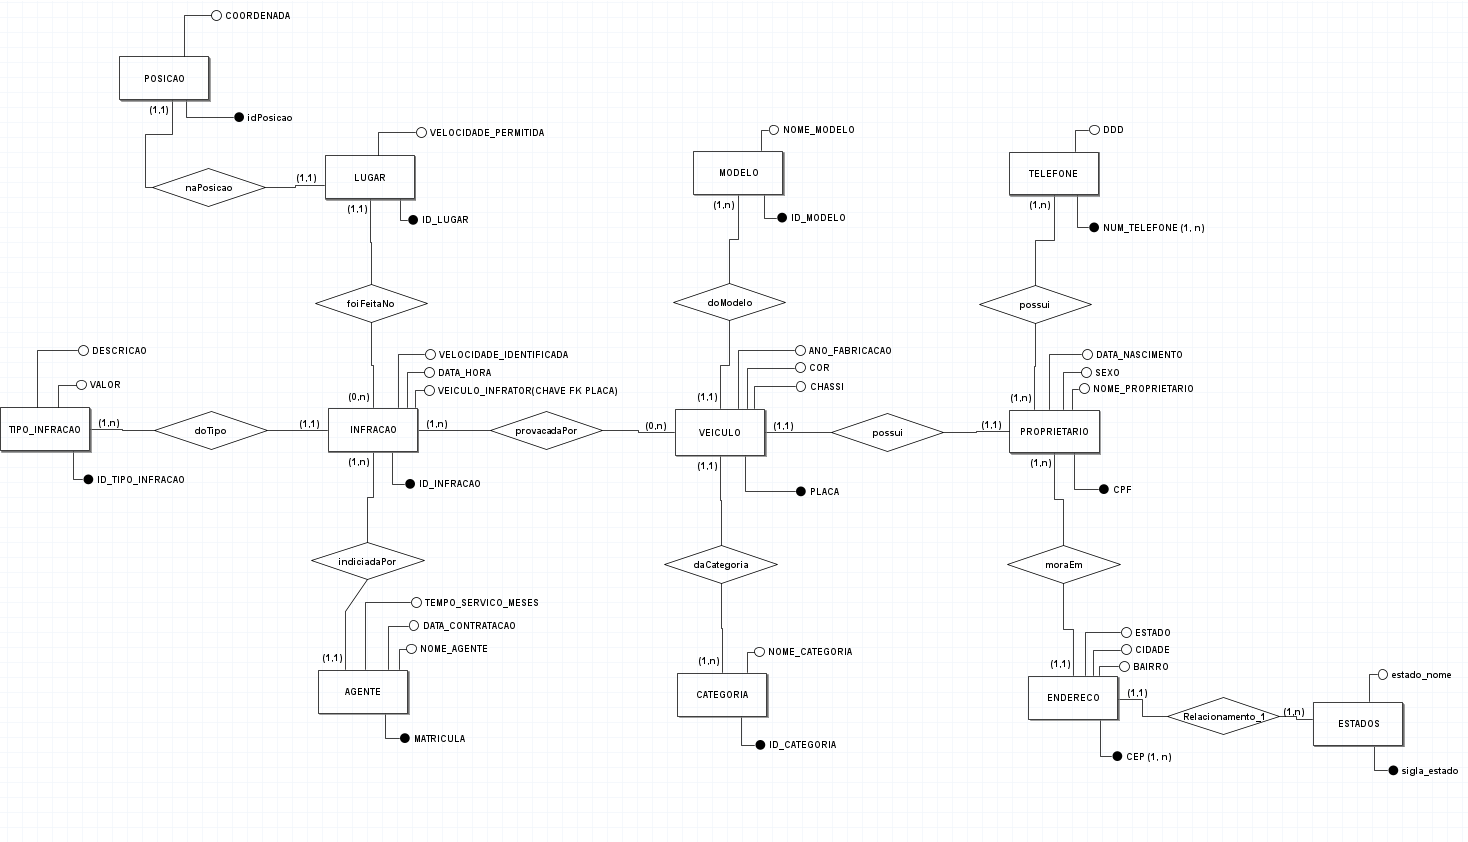 COORDENADA
POSICAO
(1,1)
idPosicao
naPosicao
(1,1)
VELOCIDADE_PERMITIDA
LUGAR
(1,1)
ID_LUGAR
foiFeitaNo
NOME_MODELO
MODELO
(1,n)
ID_MODELO
doModelo
DDD
TELEFONE
(1,n)
NUM_TELEFONE (1, n)
possui
DESCRICAO
VALOR
TIPO_INFRACAO
(1,n)
ID_TIPO_INFRACAO
doTipo
(1,1)
(0,n)
VELOCIDADE_IDENTIFICADA
DATA_HORA
VEICULO_INFRATOR(CHAVE FK PLACA)
INFRACAO
(1,n)
(1,n)
ID_INFRACAO
provacadaPor
(0,n)
(1,1)
ANO_FABRICACAO
COR
CHASSI
VEICULO
(1,1)
(1,1)
PLACA
possui
(1,1)
(1,n)
DATA_NASCIMENTO
SEXO
NOME_PROPRIETARIO
PROPRIETARIO
(1,n)
CPF
indiciadaPor
TEMPO_SERVICO_MESES
DATA_CONTRATACAO
NOME_AGENTE
(1,1)
AGENTE
MATRICULA
daCategoria
(1,n)
NOME_CATEGORIA
CATEGORIA
ID_CATEGORIA
moraEm
ESTADO
CIDADE
BAIRRO
(1,1)
ENDERECO
(1,1)
CEP (1, n)
Relacionamento_1
(1,n)
estado_nome
ESTADOS
sigla_estado